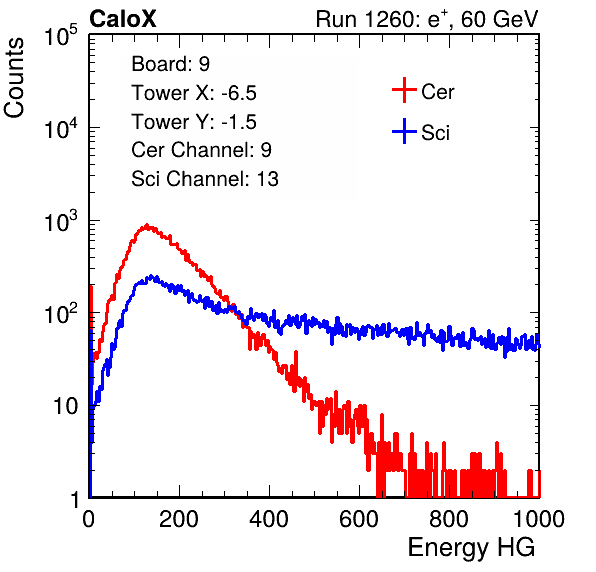 CaloX Run 1260: e⁺, 60 GeV
Counts
Board: 9
Tower X: -6.5
Tower Y: -1.5
Cer Channel: 9
Sci Channel: 13
Cer
Sci
10⁵
10⁴
10³
10²
10
1
0 200 400 600 800 1000
Energy HG